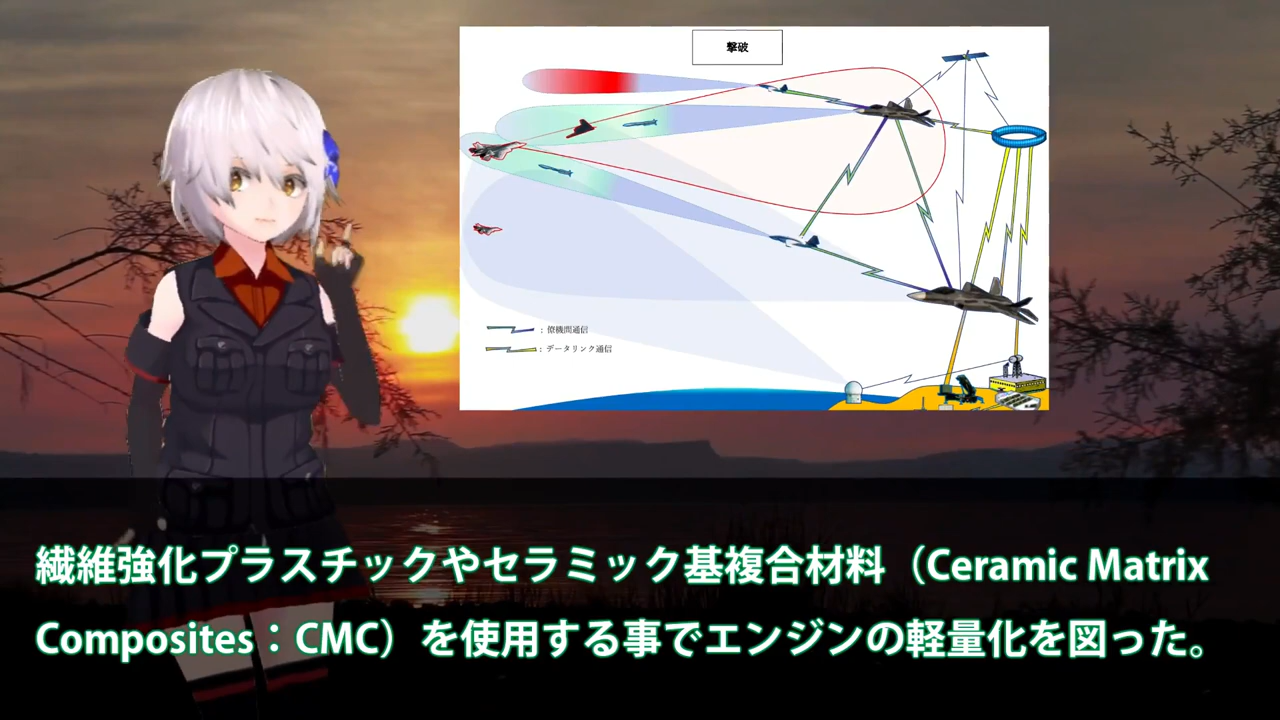 撃破
：僚機間通信
：データリンク通信
繊維強化プラスチックやセラミック基複合材料（Ceramic Matrix
Composites：CMC）を使用する事でエンジンの軽量化を図った。